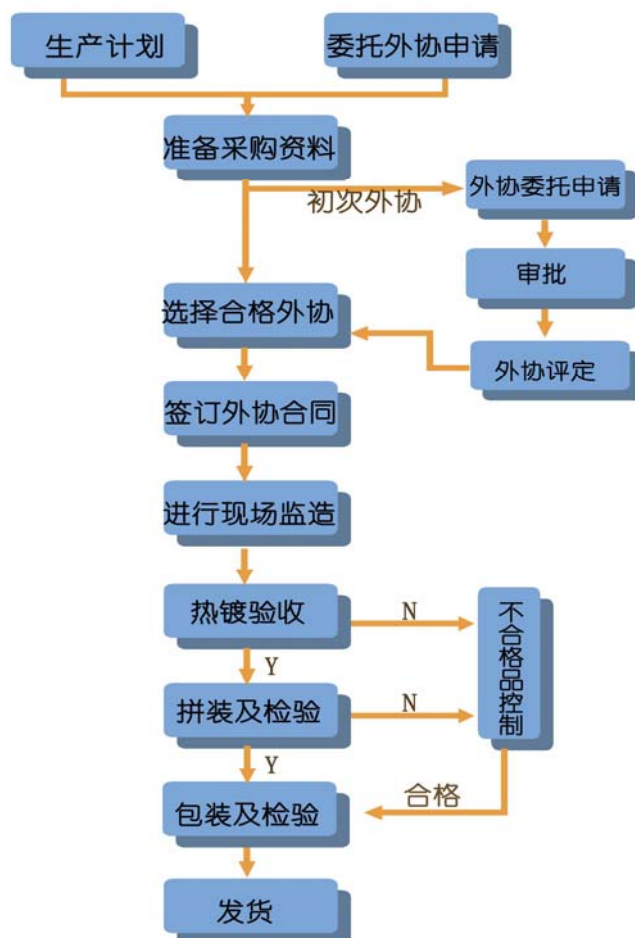 生产计划
委托外协申请
准备采购资料
初次外协
外协委托申请
审批
选择合格外协
外协评定
签订外协合同
进行现场监造
热镀验收
N
不合格品控制
Y
拼装及检验
N
Y
合格
包装及检验
发货